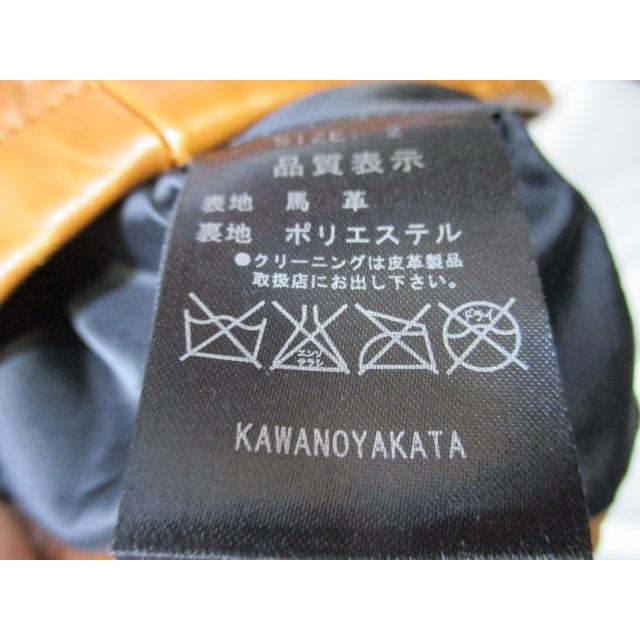 SIZE: 2
品質表示
表地 馬 革
裏地 ポリエステル
●クリーニングは皮革製品
取扱店にお出し下さい。
エンソ
サラシ
ドライ
KAWANOYAKATA